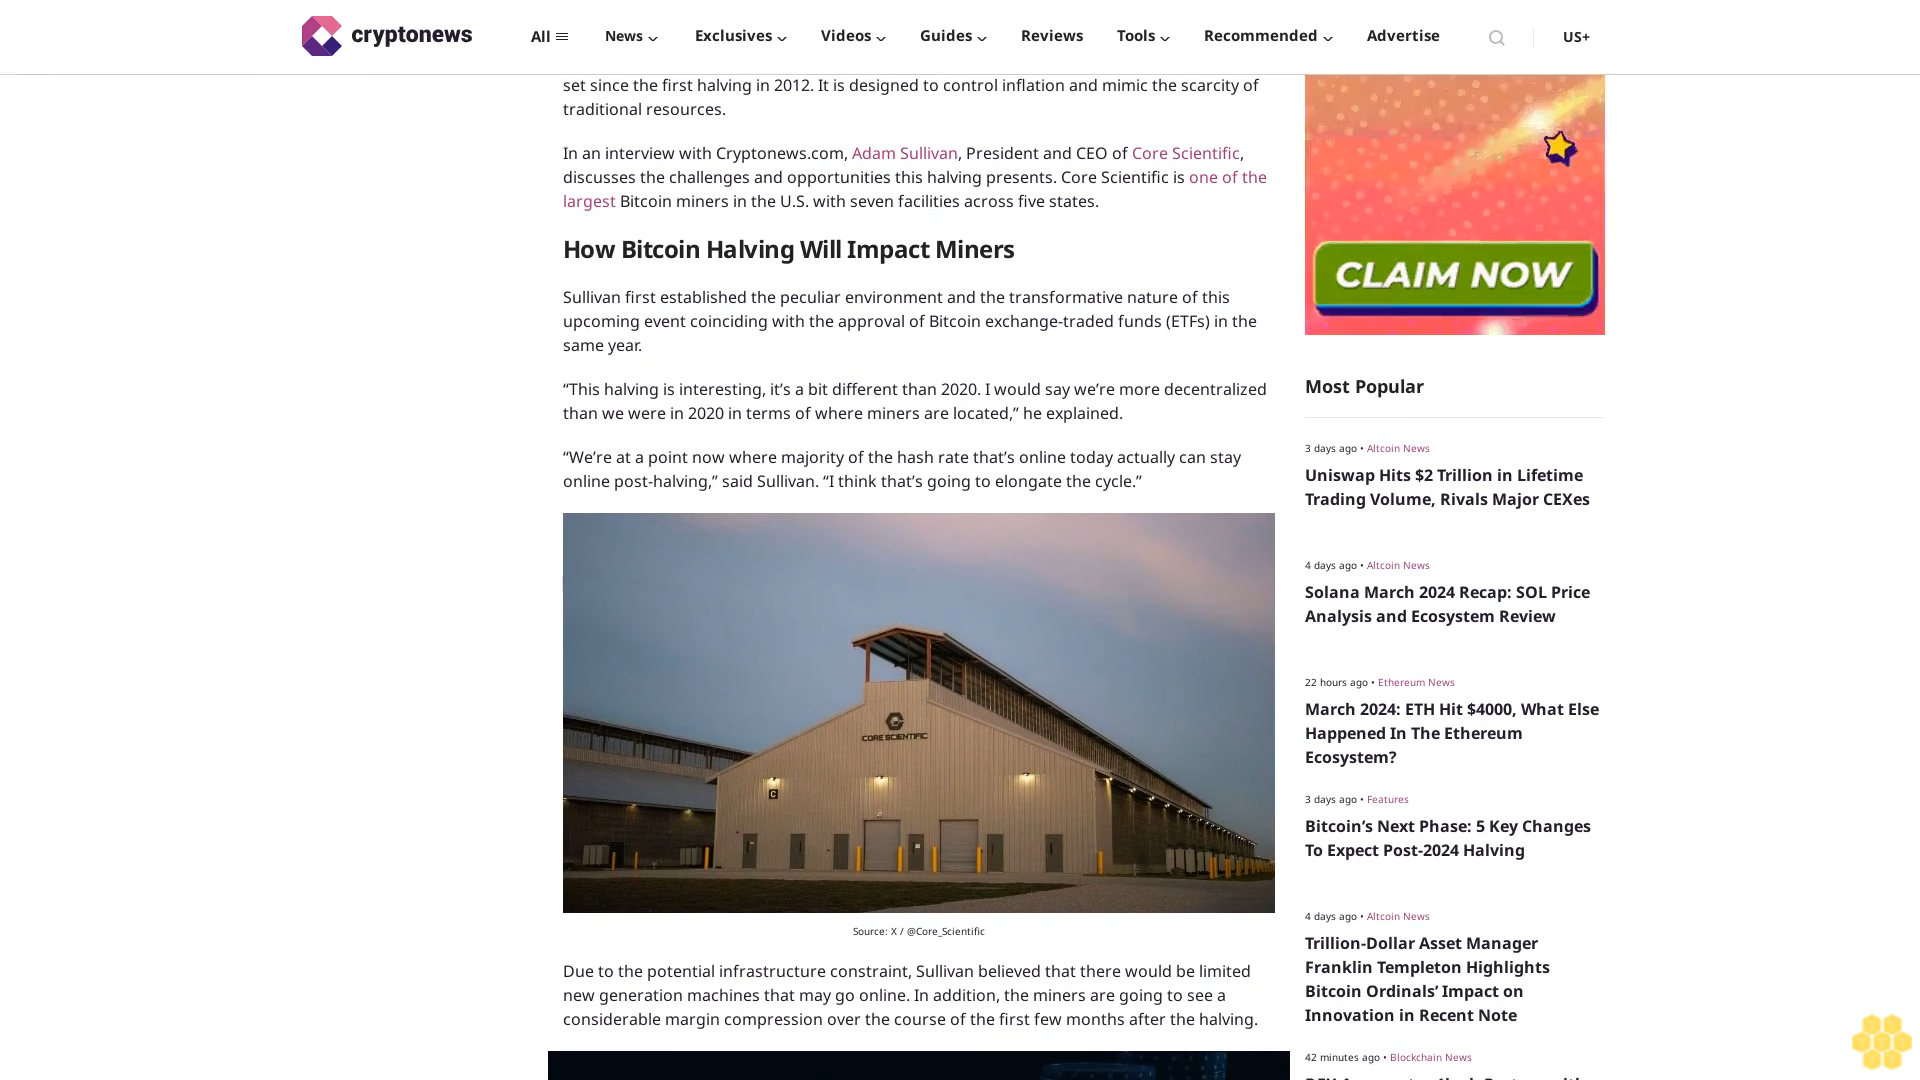 cryptonews
All
News
Exclusives
Videos
Guides
Reviews
Tools
Recommended
Advertise
US+
set since the first halving in 2012. It is designed to control inflation and mimic the scarcity of
traditional resources.
In an interview with Cryptonews.com, Adam Sullivan, President and CEO of Core Scientific,
discusses the challenges and opportunities this halving presents. Core Scientific is one of the
largest Bitcoin miners in the U.S. with seven facilities across five states.
How Bitcoin Halving Will Impact Miners
Sullivan first established the peculiar environment and the transformative nature of this
upcoming event coinciding with the approval of Bitcoin exchange-traded funds (ETFs) in the
same year.
“This halving is interesting, it’s a bit different than 2020. I would say we’re more decentralized
than we were in 2020 in terms of where miners are located,” he explained.
“We’re at a point now where majority of the hash rate that’s online today actually can stay
online post-halving,” said Sullivan. “I think that’s going to elongate the cycle.”
CORE SCIENTIFIC
C
Source: X / @Core_Scientific
Due to the potential infrastructure constraint, Sullivan believed that there would be limited
new generation machines that may go online. In addition, the miners are going to see a
considerable margin compression over the course of the first few months after the halving.
CLAIM NOW
Most Popular
3 days ago • Altcoin News
Uniswap Hits $2 Trillion in Lifetime
Trading Volume, Rivals Major CEXes
4 days ago • Altcoin News
Solana March 2024 Recap: SOL Price
Analysis and Ecosystem Review
22 hours ago • Ethereum News
March 2024: ETH Hit $4000, What Else
Happened In The Ethereum
Ecosystem?
3 days ago • Features
Bitcoin’s Next Phase: 5 Key Changes
To Expect Post-2024 Halving
4 days ago • Altcoin News
Trillion-Dollar Asset Manager
Franklin Templeton Highlights
Bitcoin Ordinals’ Impact on
Innovation in Recent Note
42 minutes ago • Blockchain News